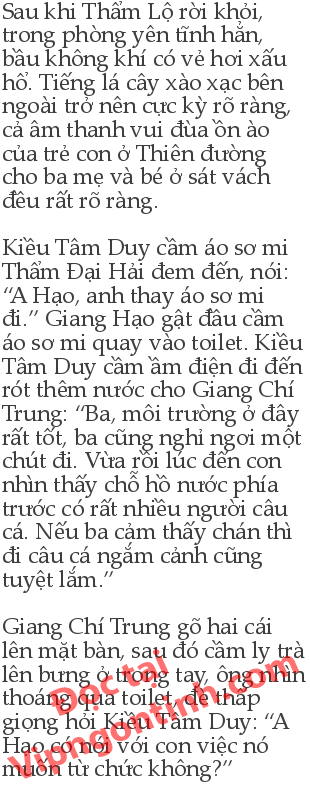 Sau khi Thẩm Lộ rời khỏi,
trong phòng yên tĩnh hẳn,
bầu không khí có vẻ hơi xấu
hổ. Tiếng lá cây xào xạc bên
ngoài trở nên cực kỳ rõ ràng,
cả âm thanh vui đùa ồn ào
của trẻ con ở Thiên đường
cho ba mẹ và bé ở sát vách
đều rất rõ ràng.

Kiều Tâm Duy cầm áo sơ mi
Thẩm Đại Hải đem đến, nói:
“A Hạo, anh thay áo sơ mi
đi.” Giang Hạo gật đầu cầm
áo sơ mi quay vào toilet. Kiều
Tâm Duy cầm ầm điện đi đến
rót thêm nước cho Giang Chí
Trung: “Ba, môi trường ở đây
rất tốt, ba cũng nghỉ ngơi một
chút đi. Vừa rồi lúc đến con
nhìn thấy chỗ hồ nước phía
trước có rất nhiều người câu
cá. Nếu ba cảm thấy chán thì
đi câu cá ngắm cảnh cũng
tuyệt lắm.”

Giang Chí Trung gõ hai cái
lên mặt bàn, sau đó cầm ly trà
lên bưng ở trong tay, ông nhìn
thoáng qua toilet, đè thấp
giọng hỏi Kiều Tâm Duy: “A
Hạo có nói với con việc nó
muốn từ chức không?”
Đọc tại
Vipngontinh.com